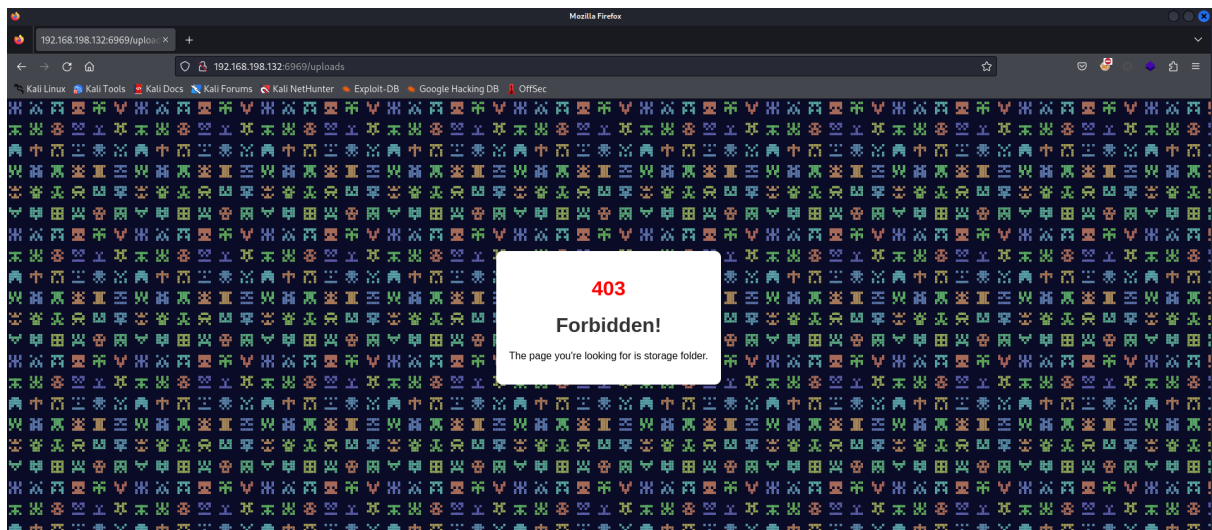 Mozilla Firefox
192.168.198.132:6969/upload
192.168.198.132:6969/uploads
Kali Linux Kali Tools Kali Docs Kali Forums Kali NetHunter Exploit-DB Google Hacking DB OffSec
403
Forbidden!
The page you're looking for is storage folder.